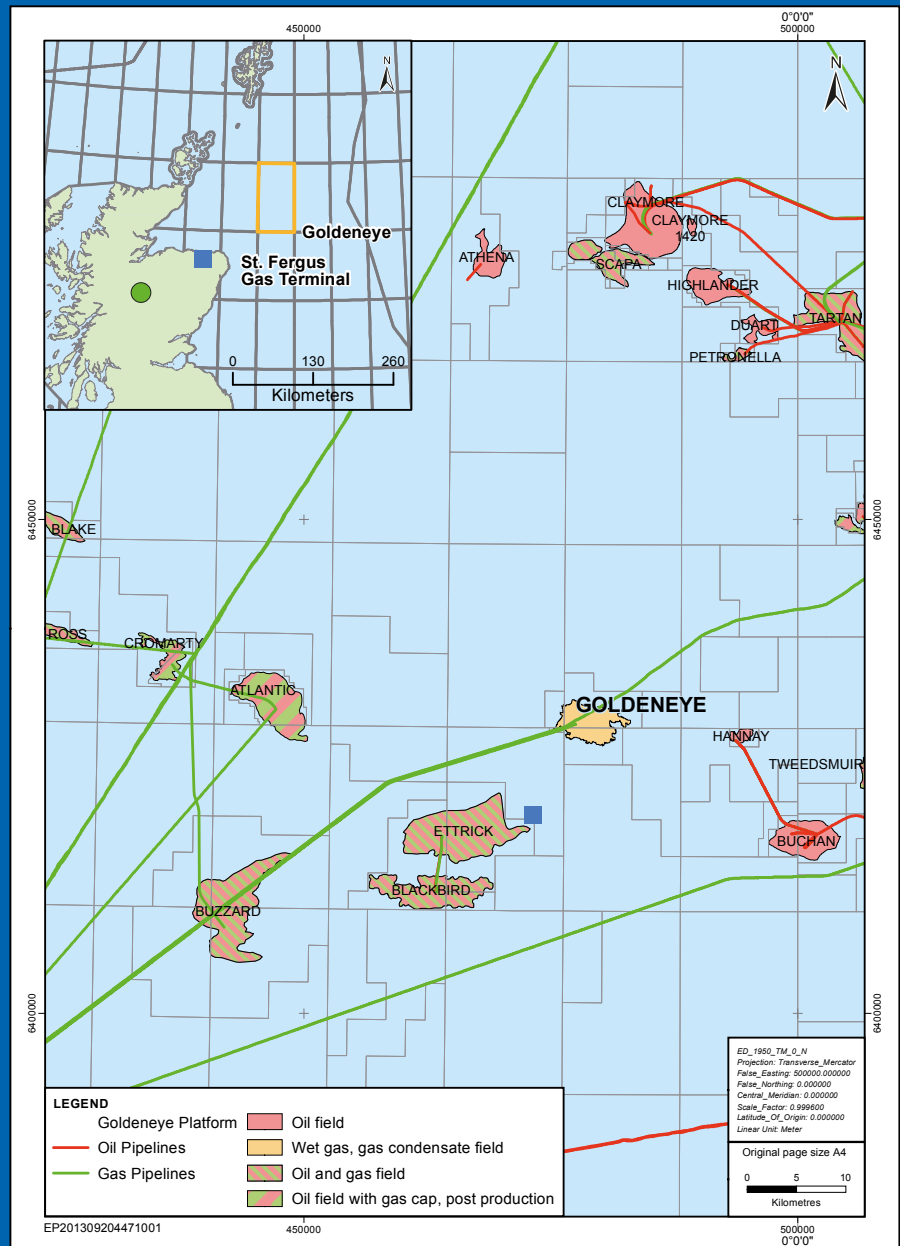 450000
0°0'0"
500000
N
N
Goldeneye
St. Fergus
Gas Terminal
0 130 260
Kilometers
CLAYMORE
CLAYMORE
1420
ATHENA
SCAPA
HIGHLANDER
DUART
TARTAN
PETRONELLA
6450000
6450000
BLAKE
ROSS
CROMARTY
ATLANTIC
GOLDENEYE
HANNAY
TWEEDSMUIR
ETTRICK
BUCHAN
BLACKBIRD
BUZZARD
6400000
6400000
ED_1950_TM_0_N
Projection: Transverse_Mercator
False_Easting: 500000.000000
False_Northing: 0.000000
Central_Meridian: 0.000000
Scale_Factor: 0.999600
Latitude_Of_Origin: 0.000000
Linear Unit: Meter
Original page size A4
0 5 10
Kilometres
LEGEND
Goldeneye Platform
Oil Pipelines
Gas Pipelines
Oil field
Wet gas, gas condensate field
Oil and gas field
Oil field with gas cap, post production
EP201309204471001
450000
500000
0°0'0"